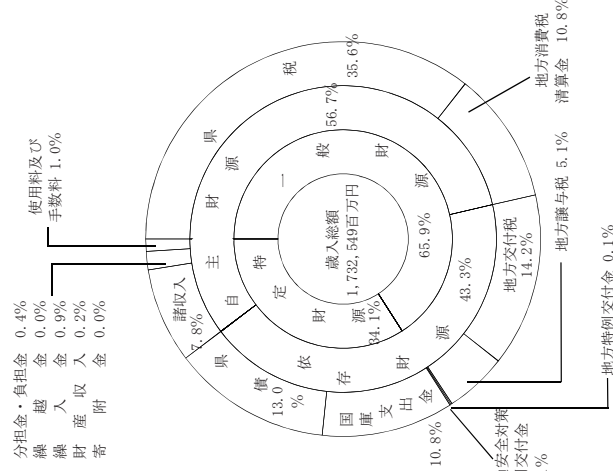 分担金・負担金 0.4%
繰越金 0.0%
繰入金 0.9%
財産収入 0.2%
寄附金 0.0%
使用料及び
手数料 1.0%
諸収入
7.8%
県税
35.6%
地方消費税
清算金 10.8%
地方交付税
14.2%
地方譲与税 5.1%
地方特例交付金 0.1%
安全対策
交付金
%
10.8%
国庫支出金
県債
13.0
%
自主財源
56.7%
依存財源
43.3%
一般財源
65.9%
特定財源
34.1%
歳入総額
1,732,549百万円